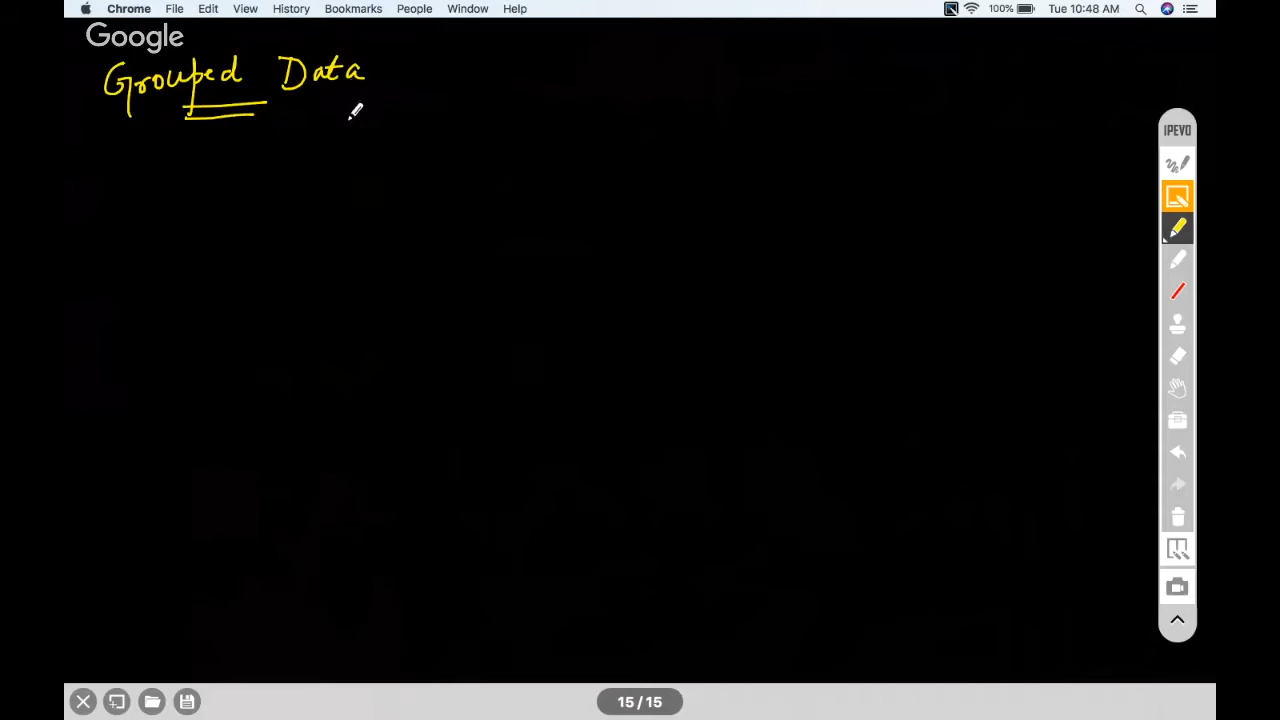 Chrome File Edit View History Bookmarks People Window Help 100% Tue 10:48 AM
Google
Grouped Data
IPEVO
15 / 15